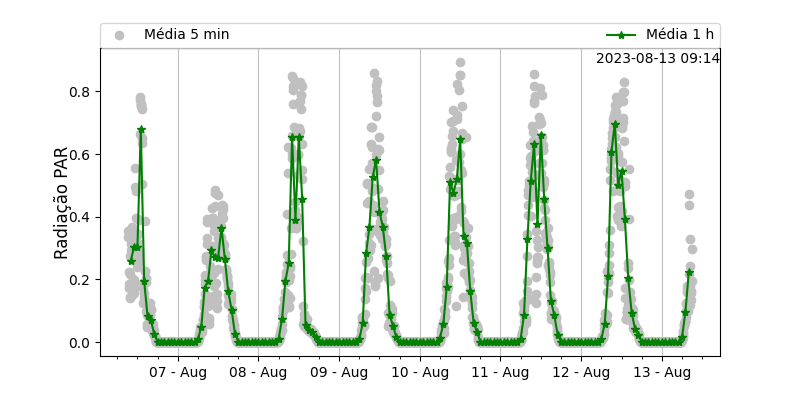 Média 5 min
Média 1 h
2023-08-13 09:14
Radiação PAR
0.8
0.6
0.4
0.2
0.0
07 - Aug
08 - Aug
09 - Aug
10 - Aug
11 - Aug
12 - Aug
13 - Aug